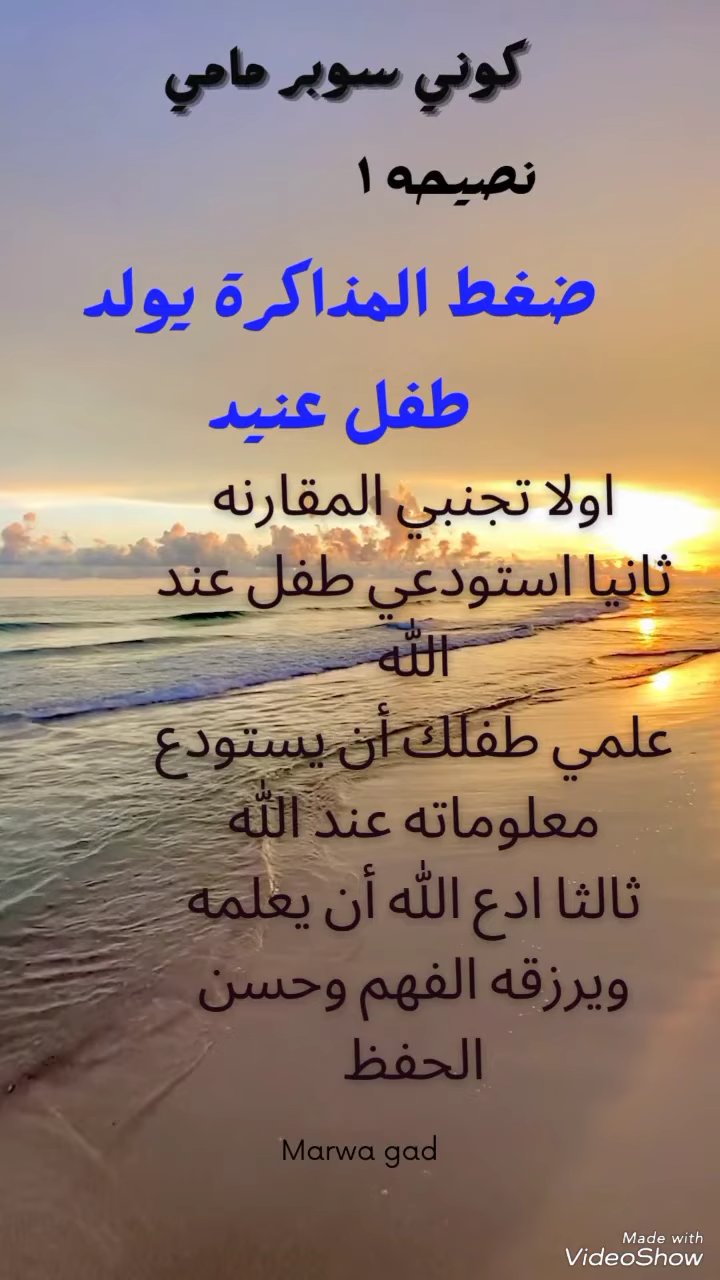 كوني سوبر مامي
نصيحه ١
ضغط المذاكرة يولد
طفل عنيد
اولا تجنبي المقارنه
ثانيا استودعي طفل عند
الله
علمي طفلك أن يستودع
معلوماته عند الله
ثالثا ادع الله أن يعلمه
ويرزقه الفهم وحسن
الحفظ
Marwa gad
Made with
VideoShow